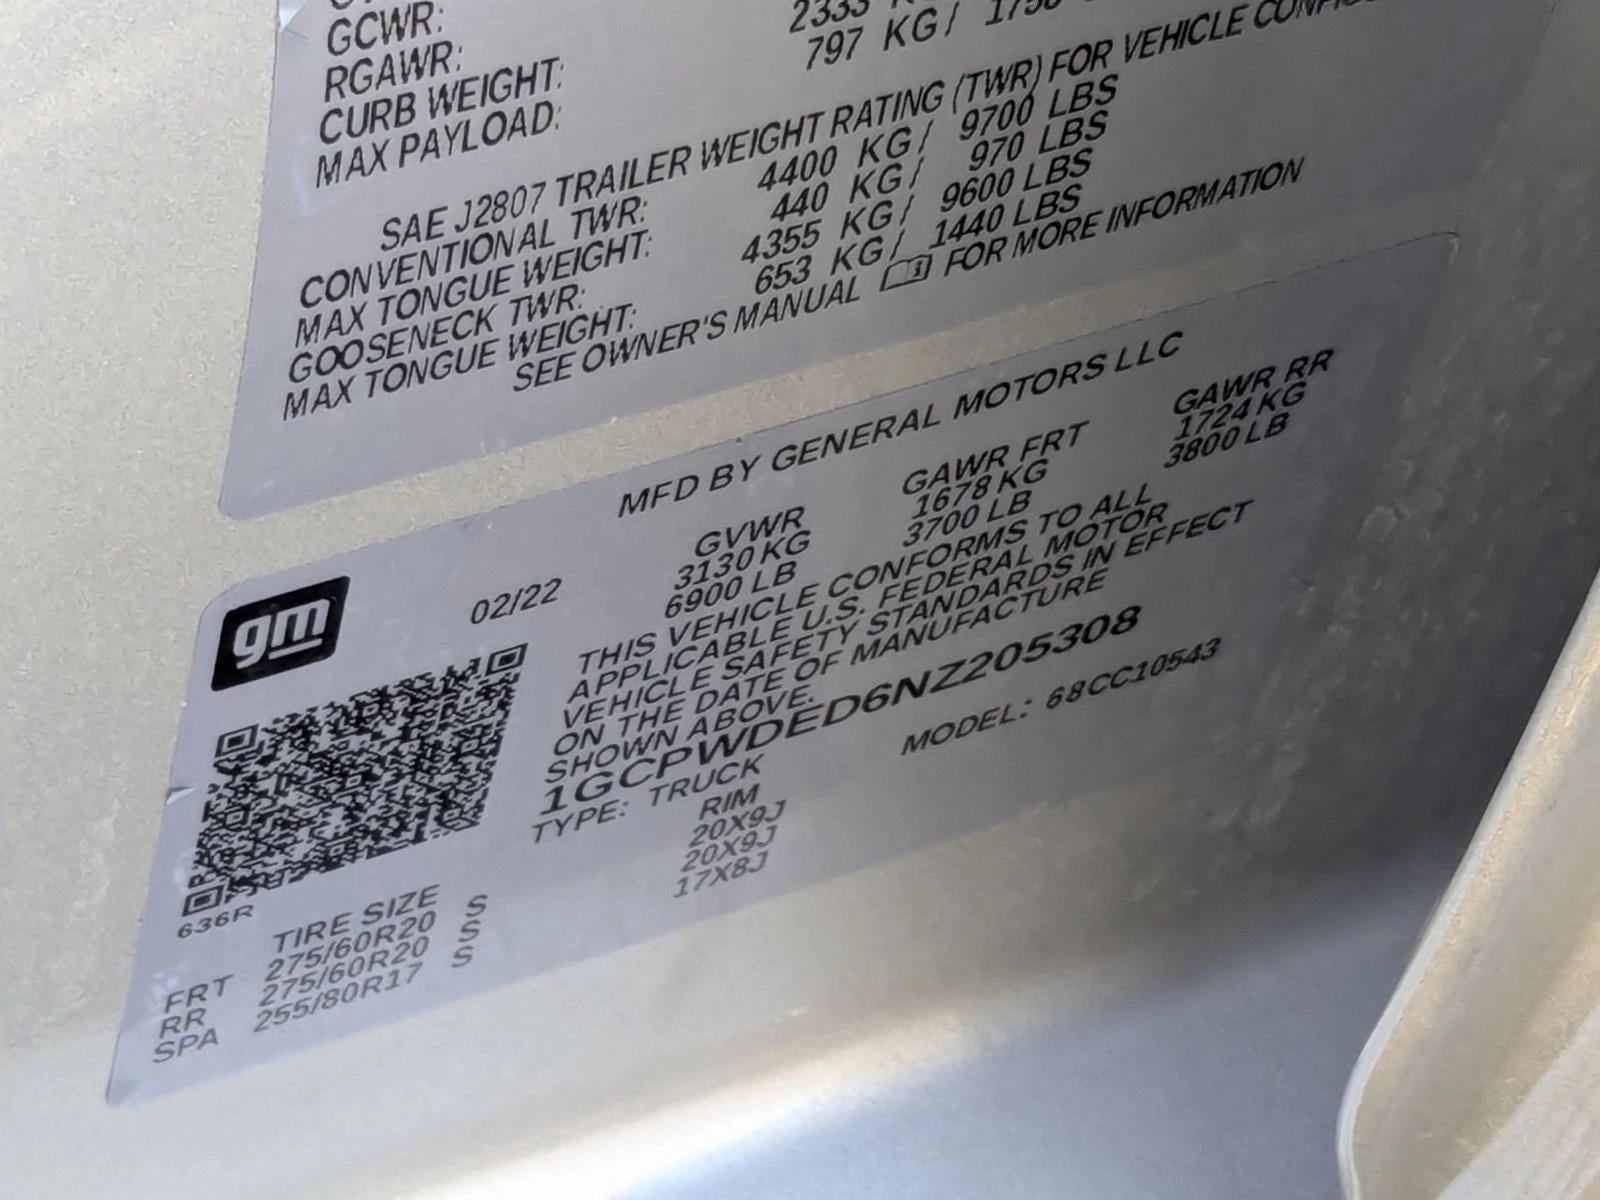 GCWR:
RGAWR:
CURB WEIGHT: 2333
MAX PAYLOAD: 797 KG/
SAE J2807 TRAILER WEIGHT RATING (TWR) FOR VEHICLE
CONVENTIONAL TWR: 4400 KG/ 9700 LBS
MAX TONGUE WEIGHT: 440 KG/ 970 LBS
GOOSENECK TWR: 4355 KG/ 9600 LBS
MAX TONGUE WEIGHT: 653 KG/ 1440 LBS
SEE OWNER'S MANUAL FOR MORE INFORMATION
MFD BY GENERAL MOTORS LLC
gm
02/22
GVWR GAWR FRT GAWR RR
3130 KG 1678 KG 1724 KG
6900 LB 3700 LB 3800 LB
THIS VEHICLE CONFORMS TO ALL
APPLICABLE U.S. FEDERAL MOTOR
VEHICLE SAFETY STANDARDS IN EFFECT
ON THE DATE OF MANUFACTURE
SHOWN ABOVE.
1GCPWDED6NZ205308
TYPE: TRUCK MODEL: 68CC10543
636R
TIRE SIZE S RIM
FRT 275/60R20 S 20X9J
RR 275/60R20 S 20X9J
SPA 255/80R17 17X8J